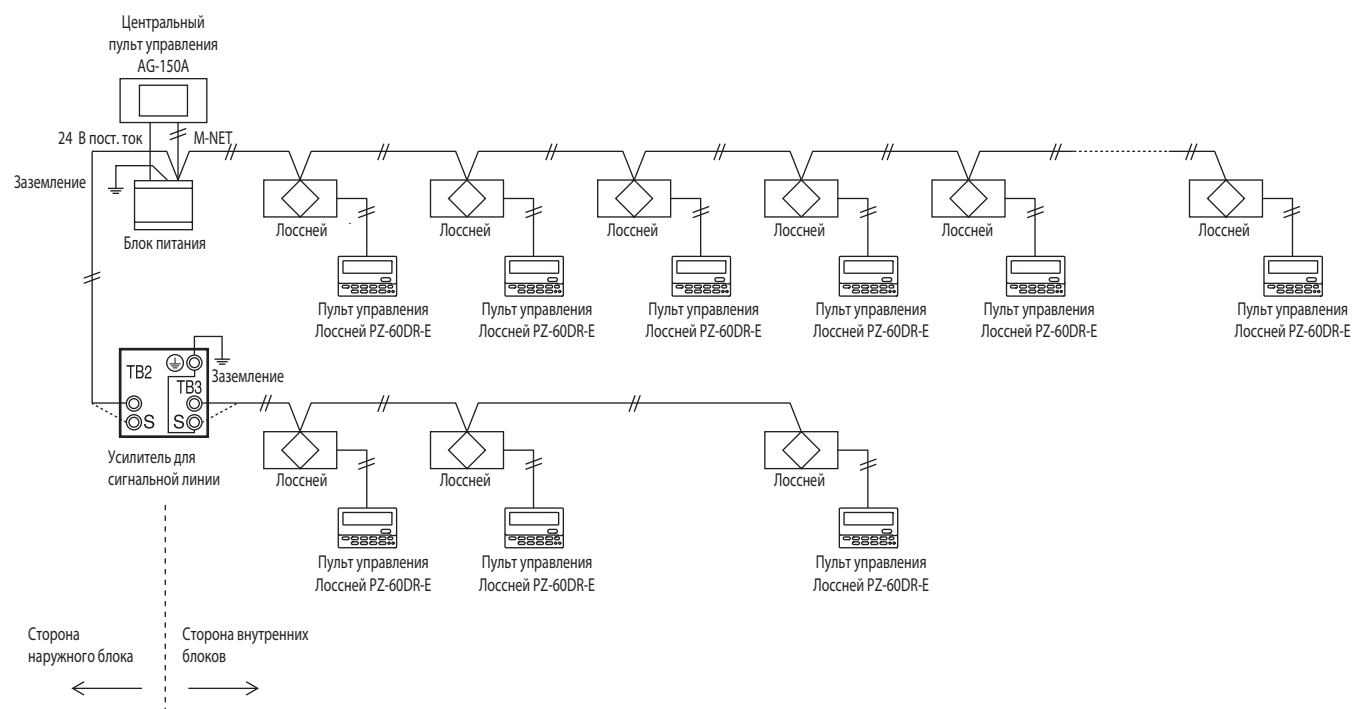 Центральный
пульт управления
AG-150A
24 В пост. ток
M-NET
Заземление
Блок питания
Лоссней
Лоссней
Лоссней
Лоссней
Лоссней
Лоссней
Пульт управления
Лоссней PZ-60DR-E
Пульт управления
Лоссней PZ-60DR-E
Пульт управления
Лоссней PZ-60DR-E
Пульт управления
Лоссней PZ-60DR-E
Пульт управления
Лоссней PZ-60DR-E
Пульт управления
Лоссней PZ-60DR-E
TB2
TB3
Заземление
S
S
Усилитель для
сигнальной линии
Лоссней
Лоссней
Лоссней
Пульт управления
Лоссней PZ-60DR-E
Пульт управления
Лоссней PZ-60DR-E
Пульт управления
Лоссней PZ-60DR-E
Сторона
наружного блока
Сторона внутренних
блоков